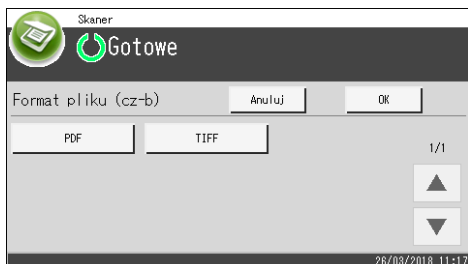 Skaner
Gotowe
Format pliku (cz-b) Anuluj OK
PDF TIFF
1/1
26/03/2018 11:17